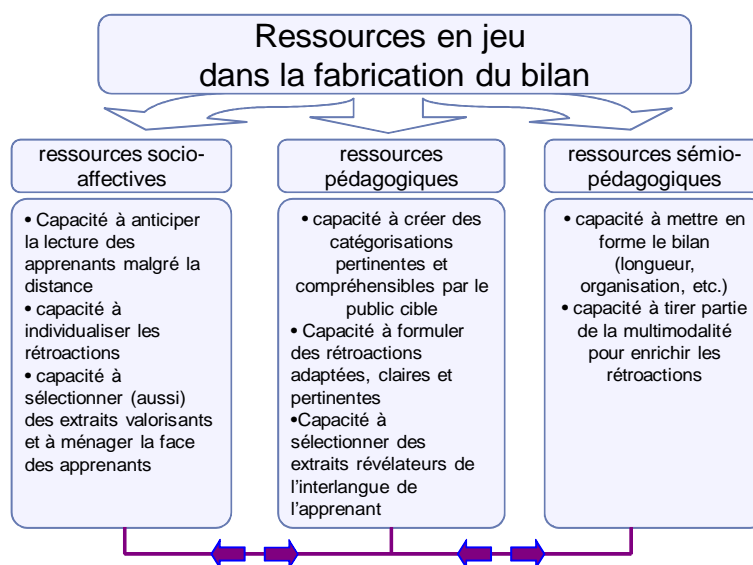 Ressources en jeu
dans la fabrication du bilan
ressources socio-
affectives
• Capacité à anticiper
la lecture des
apprenants malgré la
distance
• capacité à
individualiser les
rétroactions
• capacité à
sélectionner (aussi)
des extraits valorisants
et à ménager la face
des apprenants
ressources
pédagogiques
• capacité à créer des
catégorisations
pertinentes et
compréhensibles par le
public cible
• Capacité à formuler
des rétroactions
adaptées, claires et
pertinentes
•Capacité à
sélectionner des
extraits révélateurs de
l'interlangue de
l'apprenant
ressources sémio-
pédagogiques
• capacité à mettre en
forme le bilan
(longueur,
organisation, etc.)
• capacité à tirer partie
de la multimodalité
pour enrichir les
rétroactions